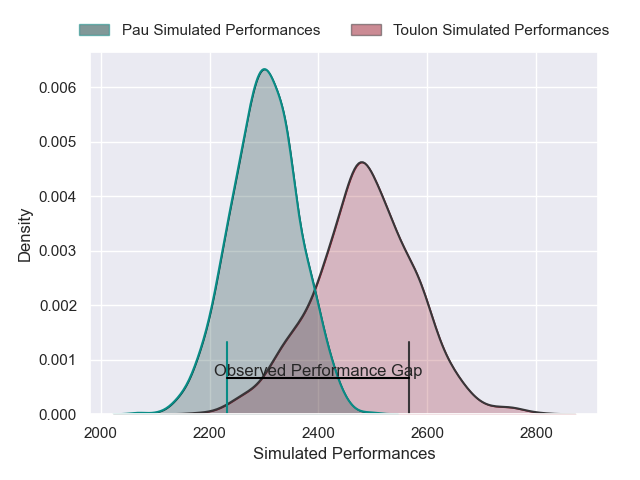 Pau Simulated Performances Toulon Simulated Performances
0.006
0.005
0.004
0.003
0.002
0.001
0.000
Density
Observed Performance Gap
2000 2200 2400 2600 2800
Simulated Performances